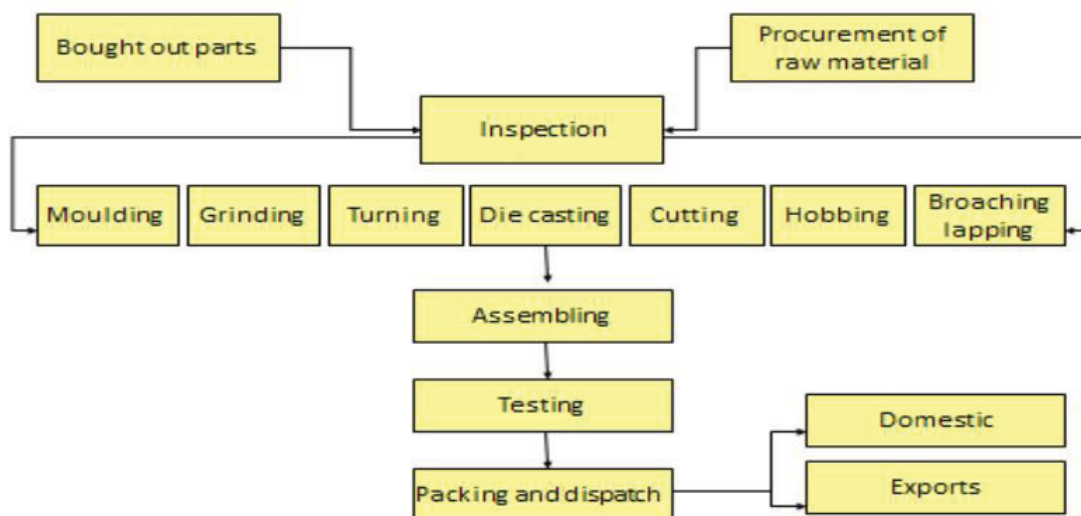 Bought out parts
Procurement of
raw material
Inspection
Moulding
Grinding
Turning
Die casting
Cutting
Hobbing
Broaching
lapping
Assembling
Testing
Domestic
Packing and dispatch
Exports